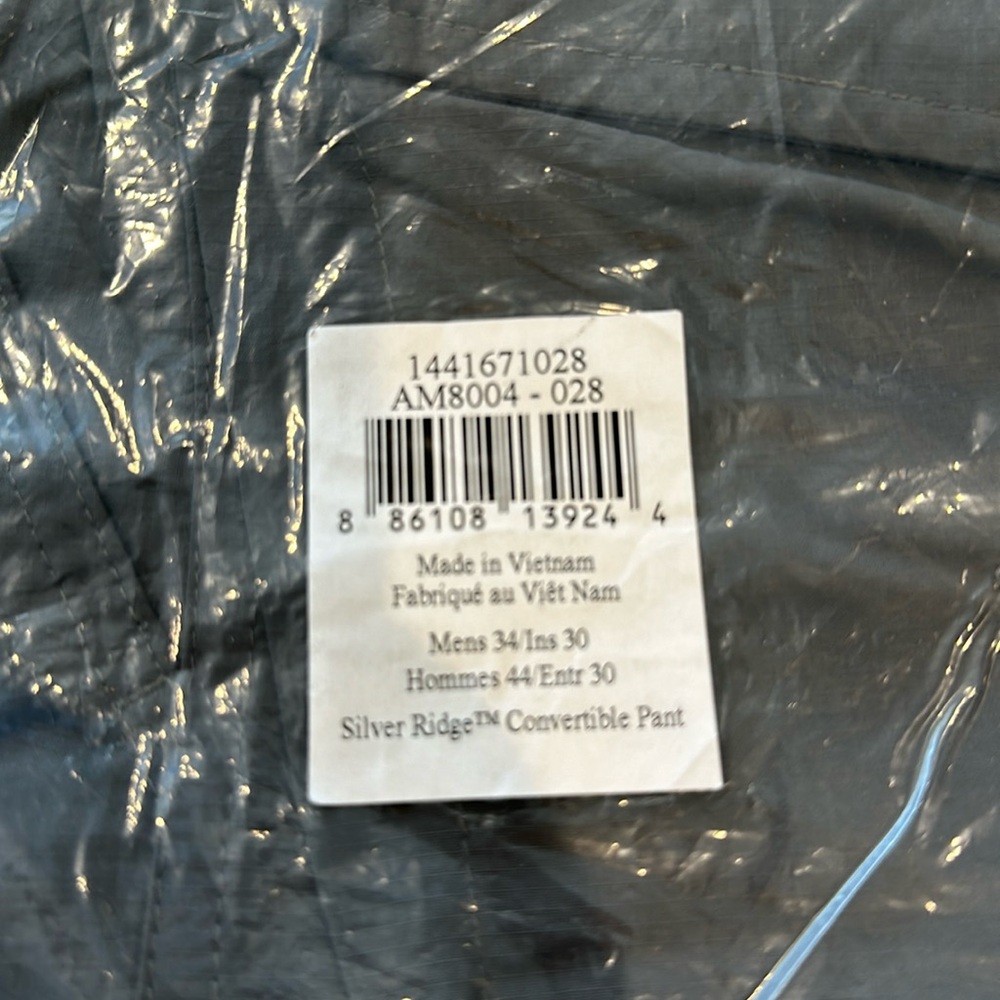 1441671028
AM8004 - 028
8 86108 13924 4
Made in Vietnam
Fabriqué au Viêt Nam
Mens 34/Ins 30
Hommes 44/Entr 30
Silver Ridge™ Convertible Pant